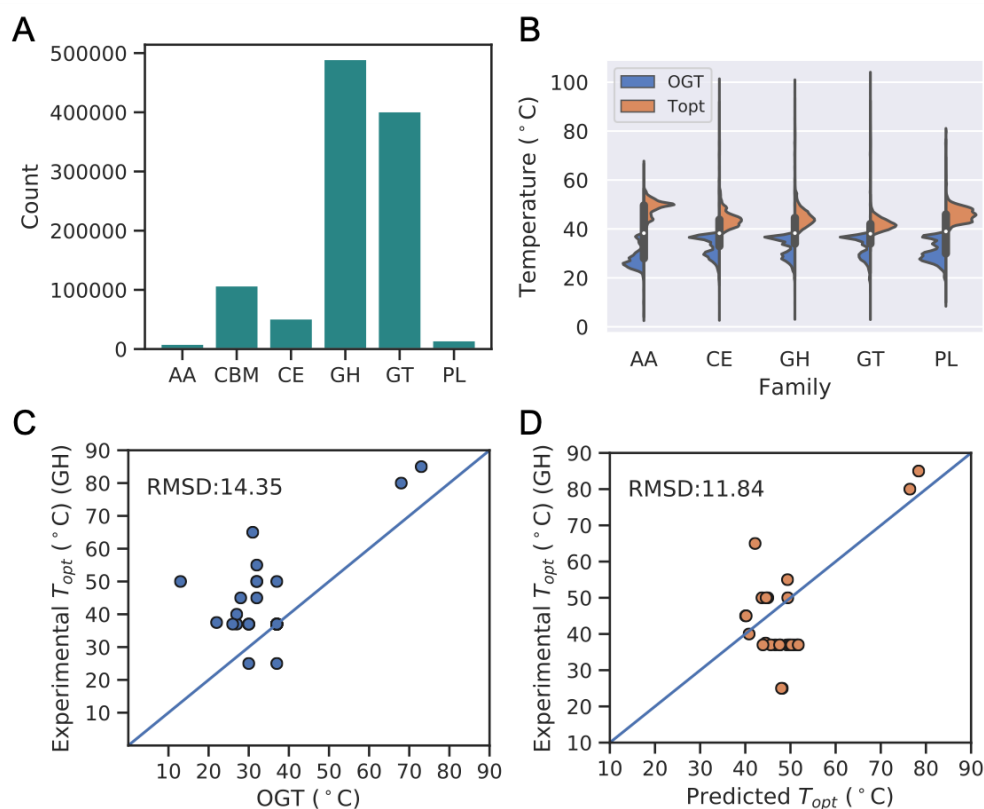 A
500000
400000
300000
200000
100000
0
Count
AA CBM CE GH GT PL
B
OGT
Topt
100
80
60
40
20
0
Temperature (°C)
AA CE GH GT PL
Family
C
RMSD:14.35
90
80
70
60
50
40
30
20
10
Experimental Topt (°C) (GH)
10 20 30 40 50 60 70 80 90
OGT (°C)
D
RMSD:11.84
90
80
70
60
50
40
30
20
10
Experimental Topt (°C) (GH)
10 20 30 40 50 60 70 80 90
Predicted Topt (°C)